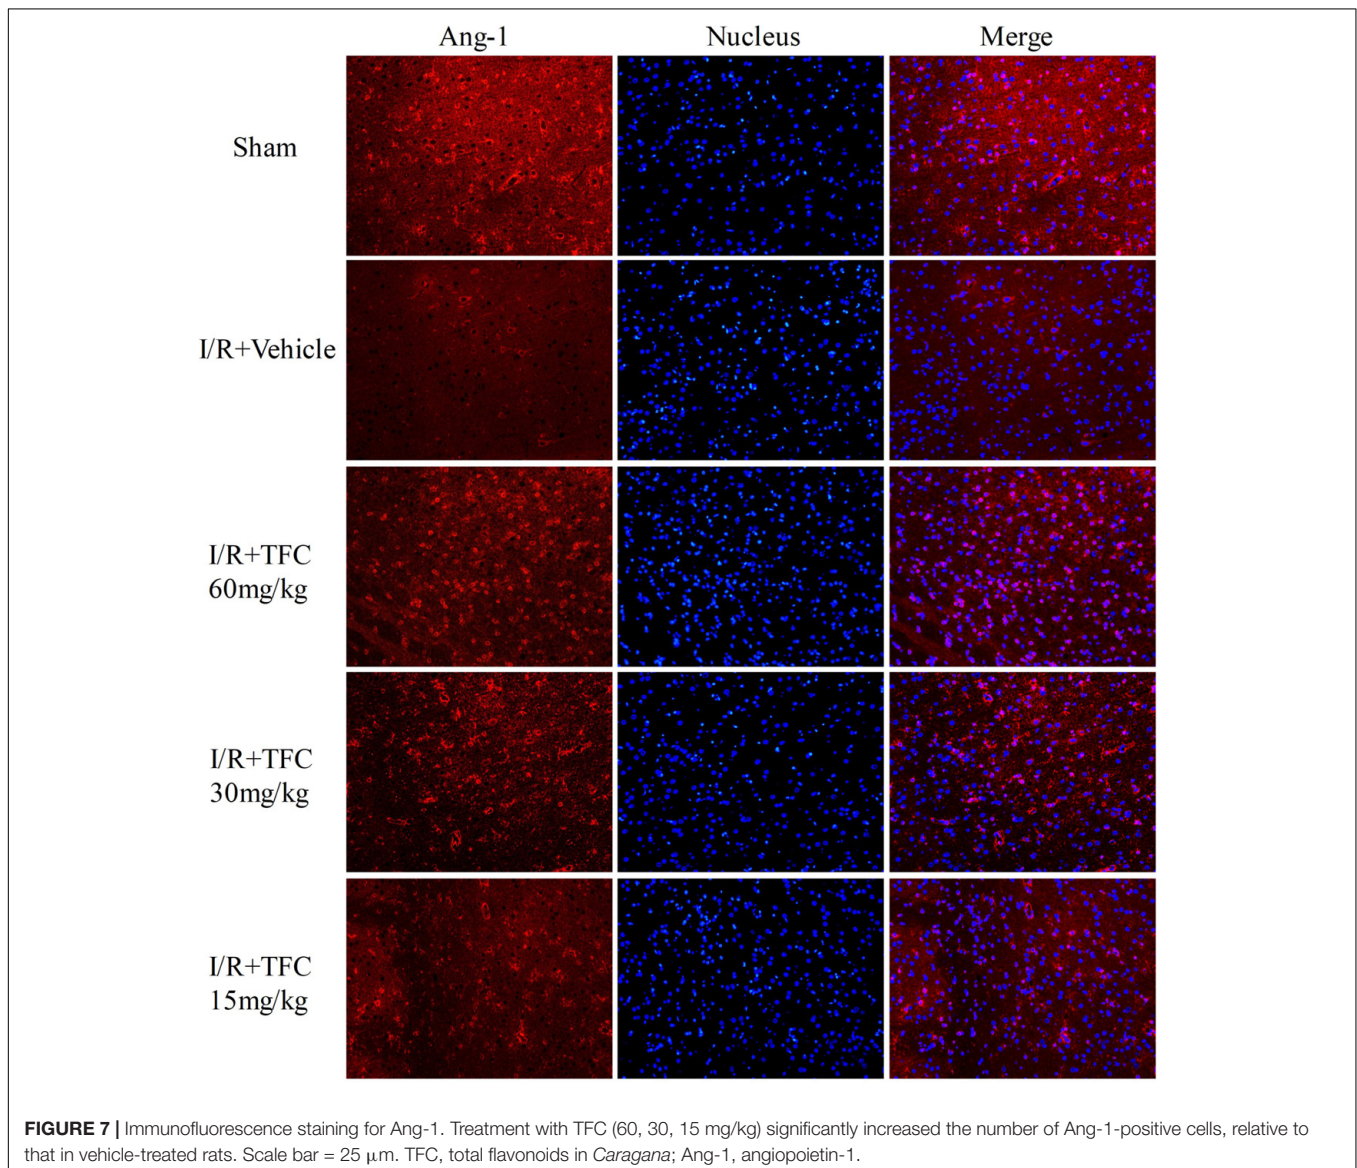 Ang-1 Nucleus Merge
Sham
I/R+Vehicle
I/R+TFC
60mg/kg
I/R+TFC
30mg/kg
I/R+TFC
15mg/kg
FIGURE 7 | Immunofluorescence staining for Ang-1. Treatment with TFC (60, 30, 15 mg/kg) significantly increased the number of Ang-1-positive cells, relative to
that in vehicle-treated rats. Scale bar = 25 μm. TFC, total flavonoids in Caragana; Ang-1, angiopoietin-1.